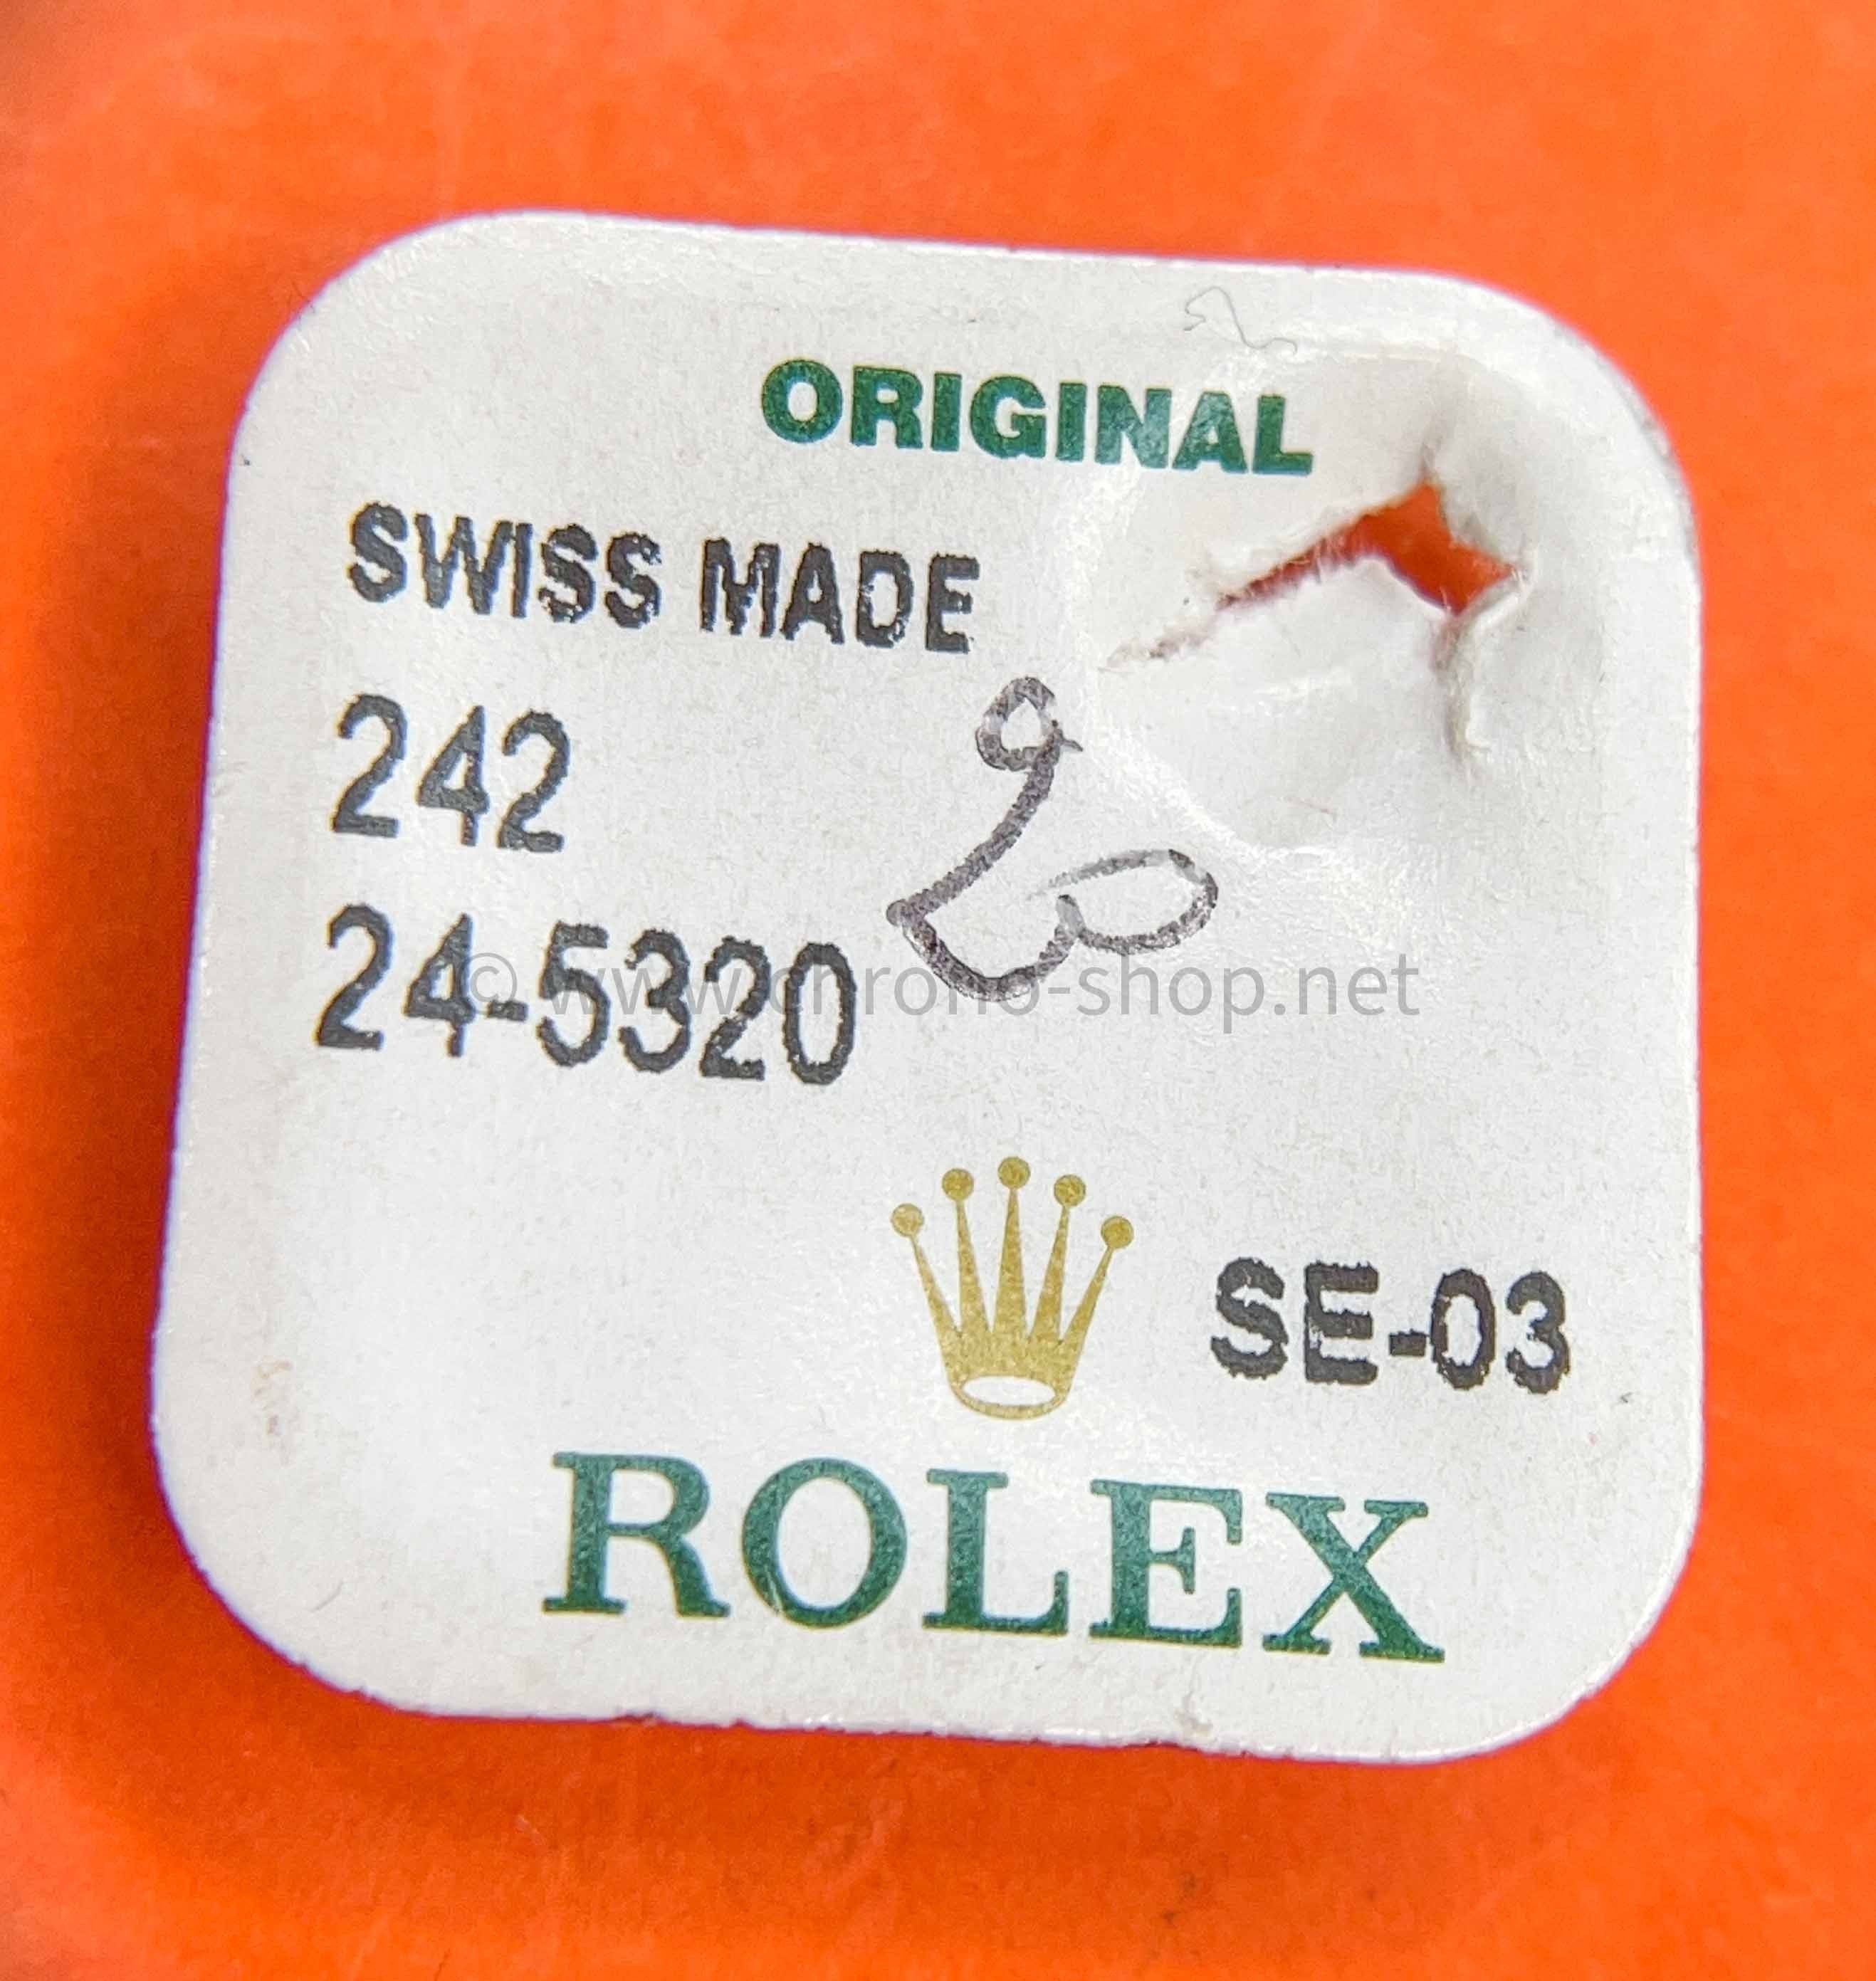 ORIGINAL
SWISS MADE
242
24-5320
© www.chrono-shop.net
SE-03
ROLEX